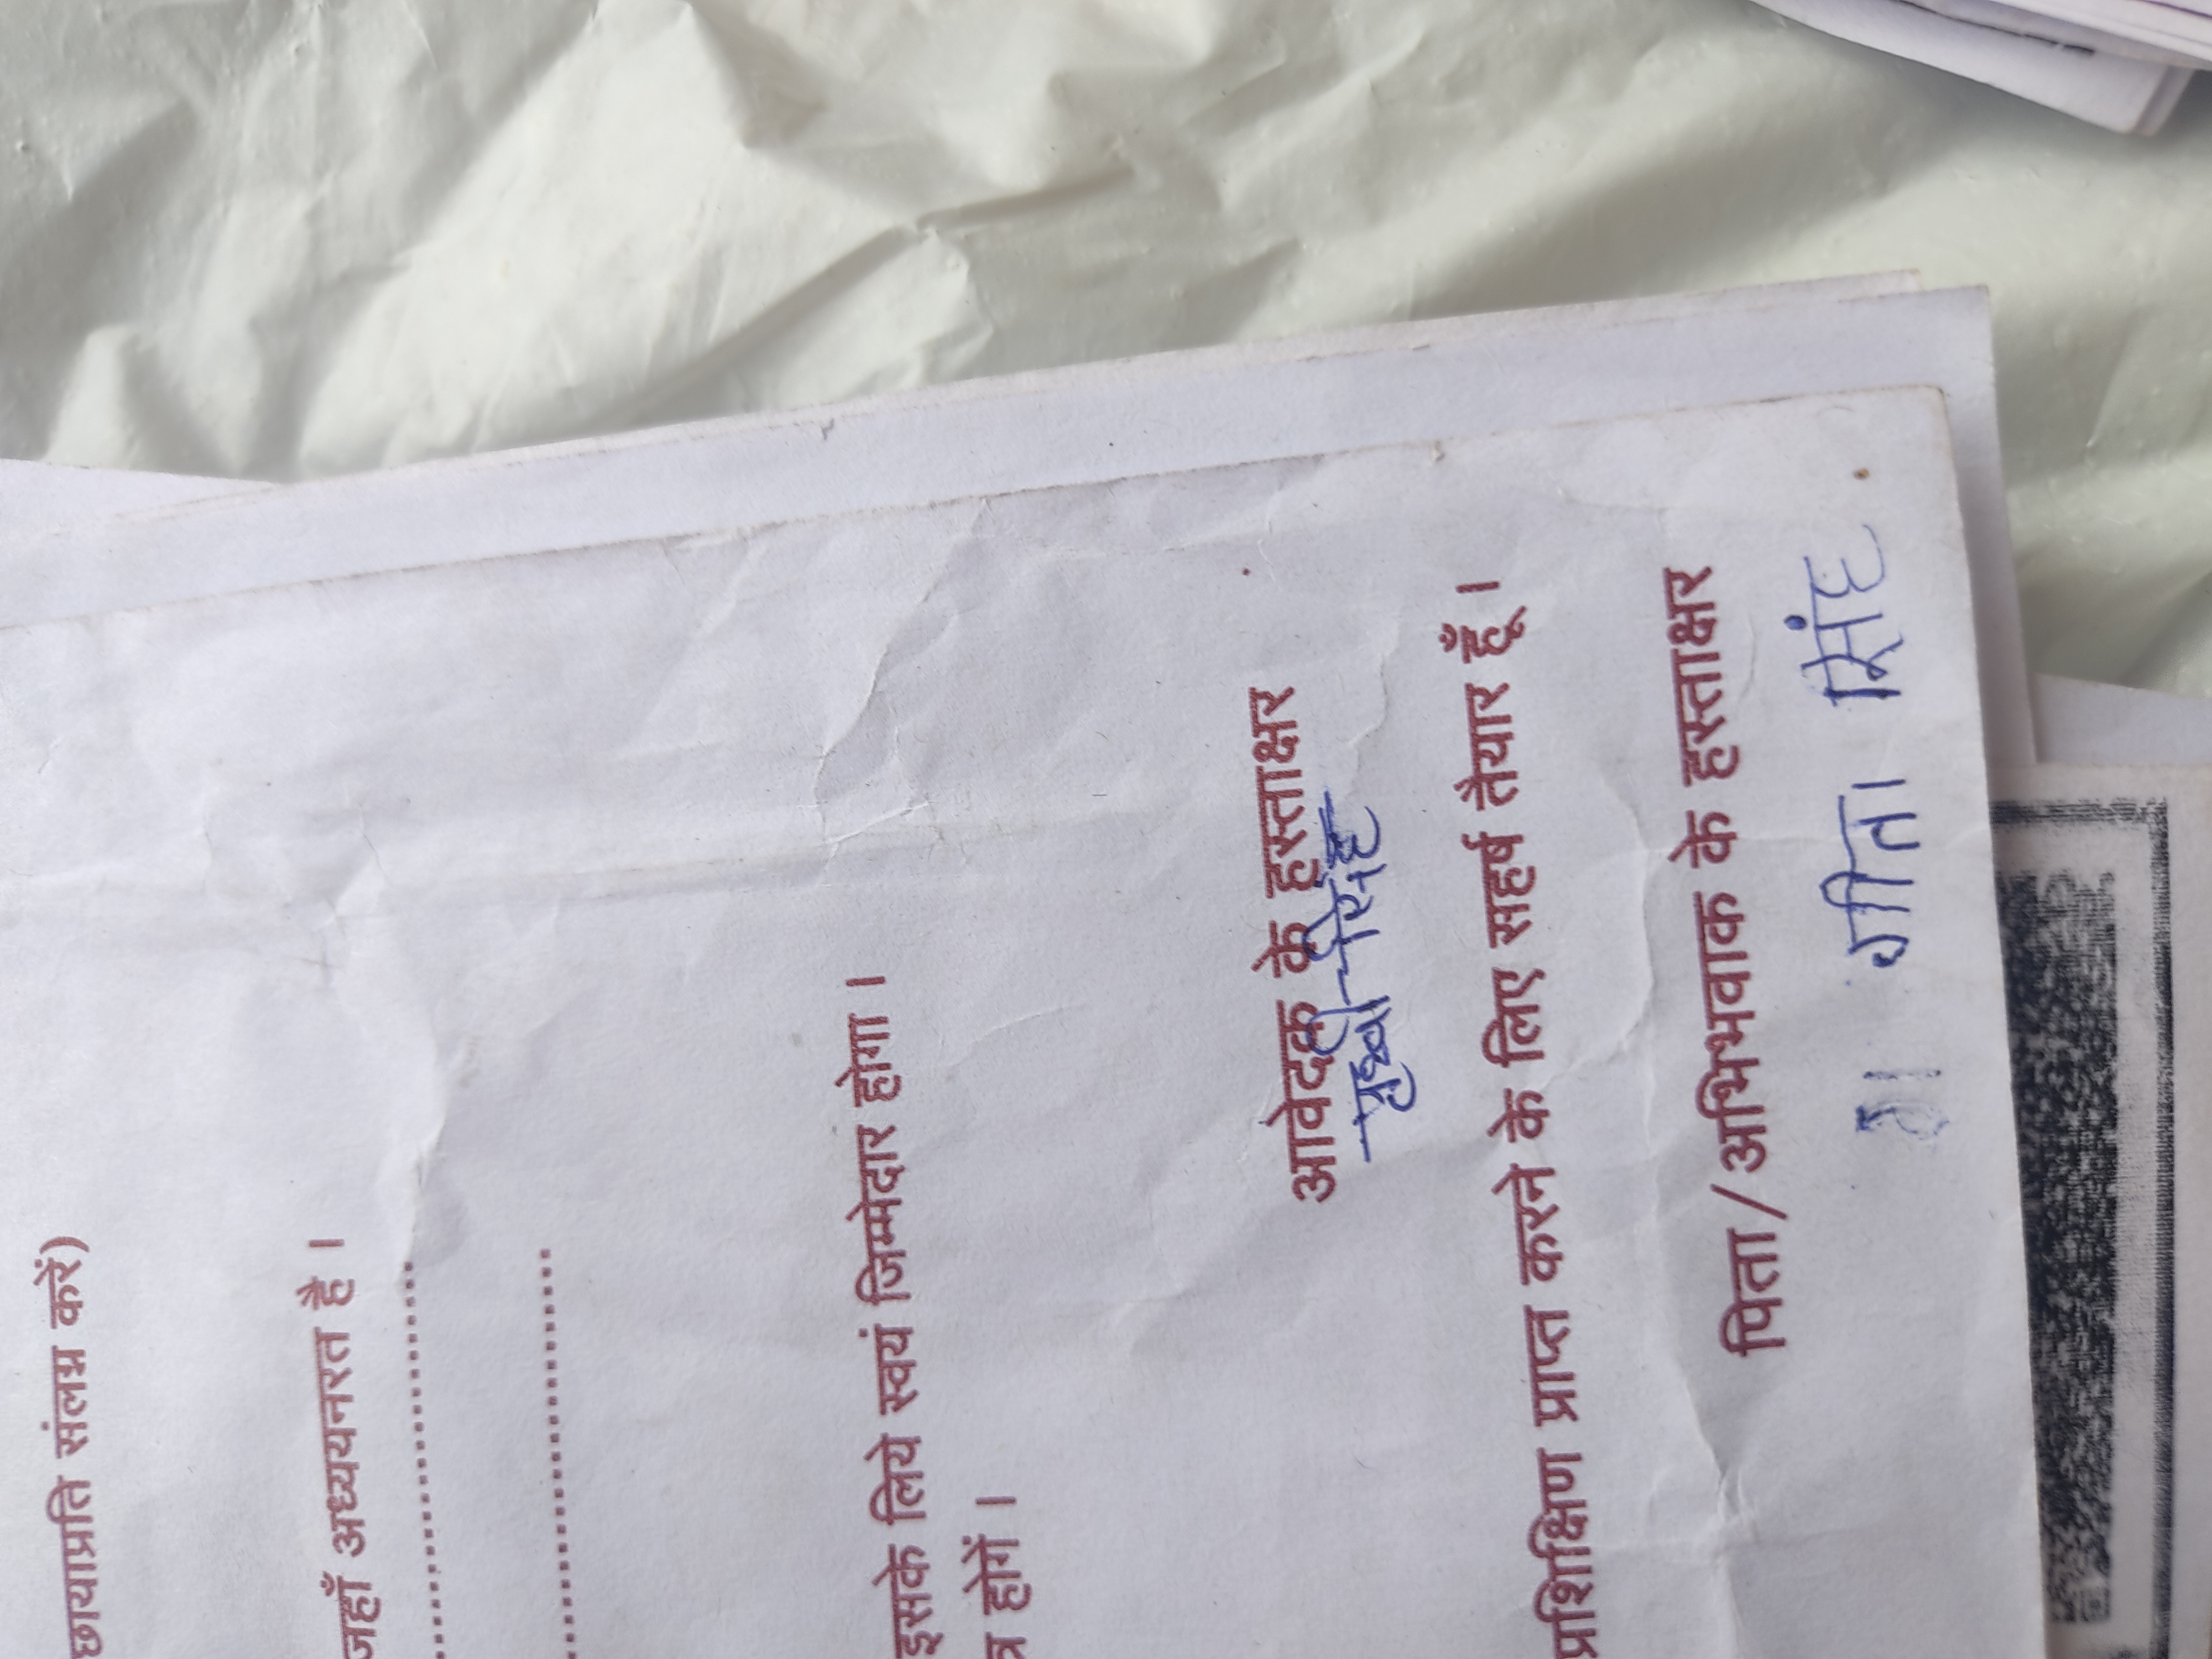 छायाप्रति संलग्न करें)
जहाँ अध्ययनरत है ।
इसके लिये स्वयं जिम्मेदार होगा ।
त्र होगें ।
आवेदक के हस्ताक्षर
सिंह
प्रशिक्षिण प्राप्त करने के लिए सहर्ष तैयार हूँ ।
पिता / अभिभवाक के हस्ताक्षर
गीता सिंह